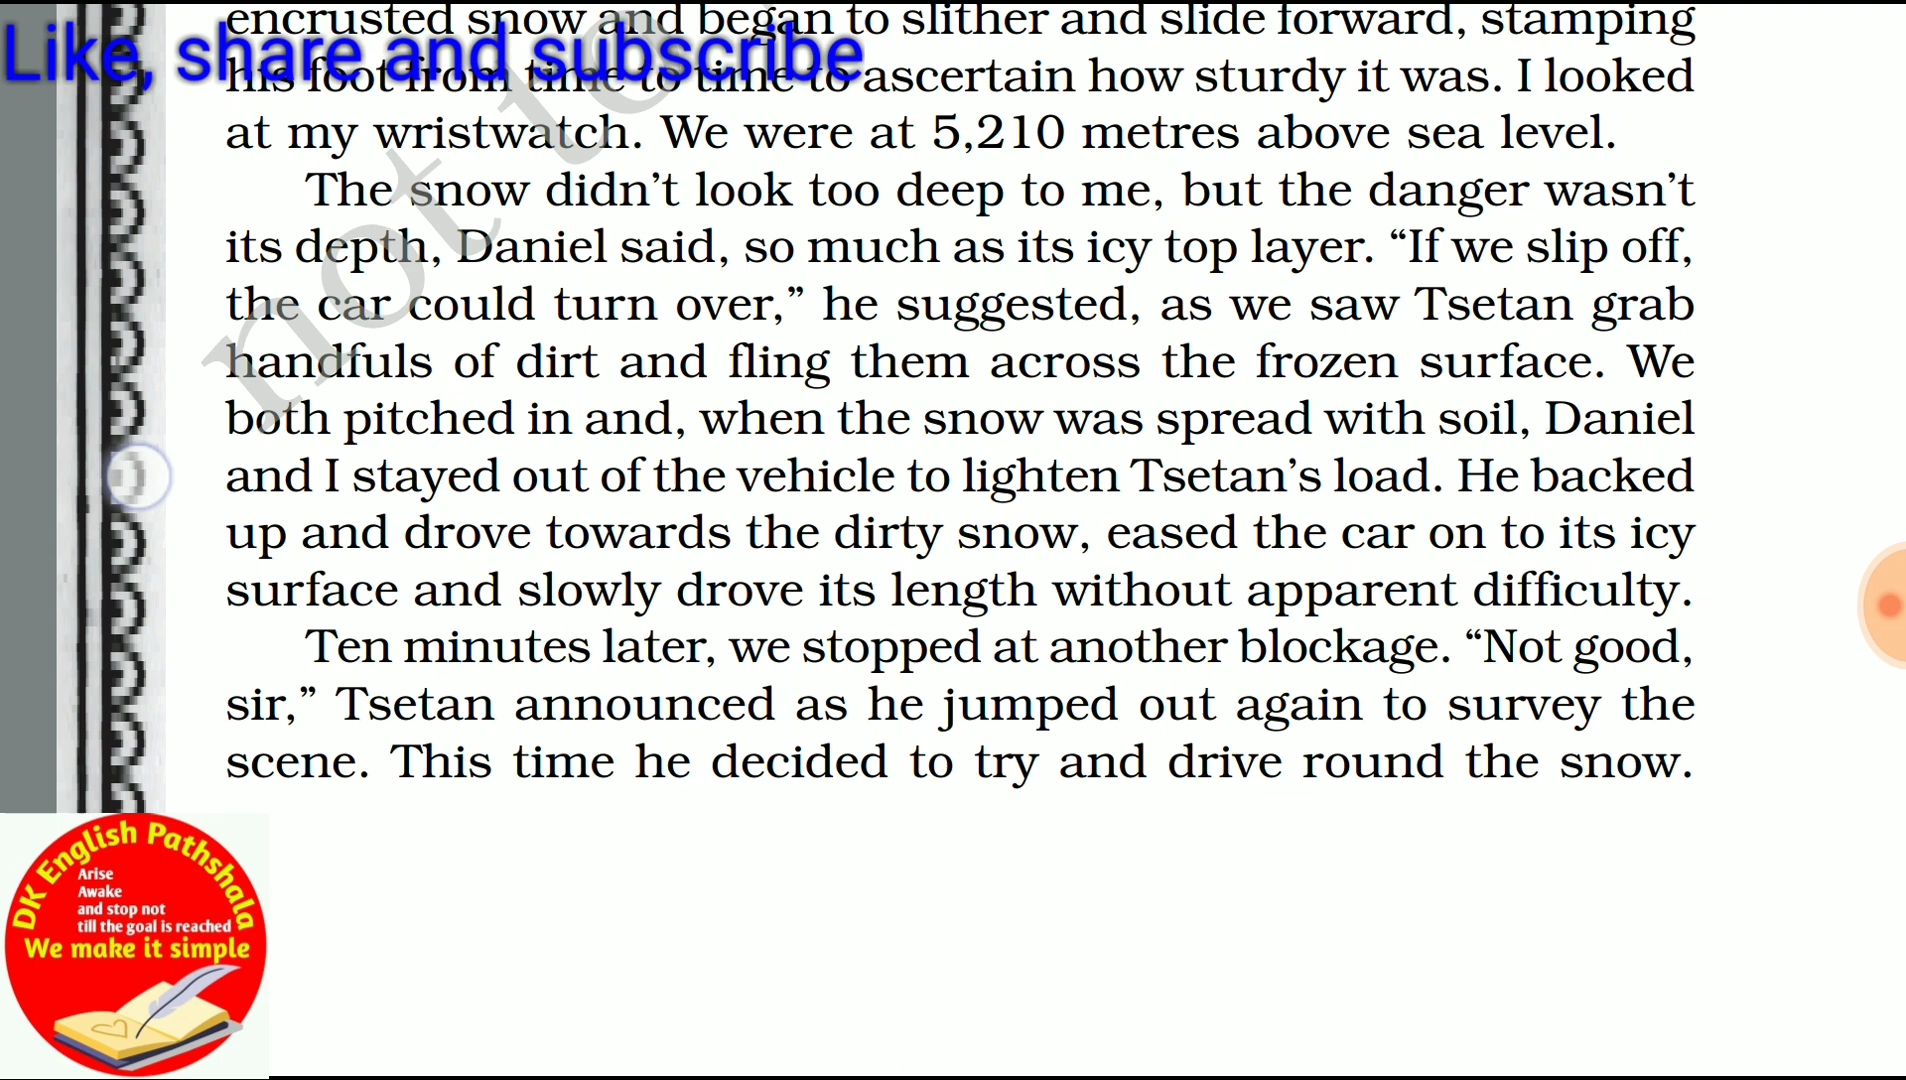 encrusted snow and began to slither and slide forward, stamping
Like, share and subscribe
his foot from time to time to ascertain how sturdy it was. I looked
at my wristwatch. We were at 5,210 metres above sea level.
The snow didn’t look too deep to me, but the danger wasn’t
its depth, Daniel said, so much as its icy top layer. “If we slip off,
the car could turn over,” he suggested, as we saw Tsetan grab
handfuls of dirt and fling them across the frozen surface. We
both pitched in and, when the snow was spread with soil, Daniel
and I stayed out of the vehicle to lighten Tsetan’s load. He backed
up and drove towards the dirty snow, eased the car on to its icy
surface and slowly drove its length without apparent difficulty.
Ten minutes later, we stopped at another blockage. “Not good,
sir,” Tsetan announced as he jumped out again to survey the
scene. This time he decided to try and drive round the snow.
not to
DK English Pathshala
Arise
Awake
and stop not
till the goal is reached
We make it simple